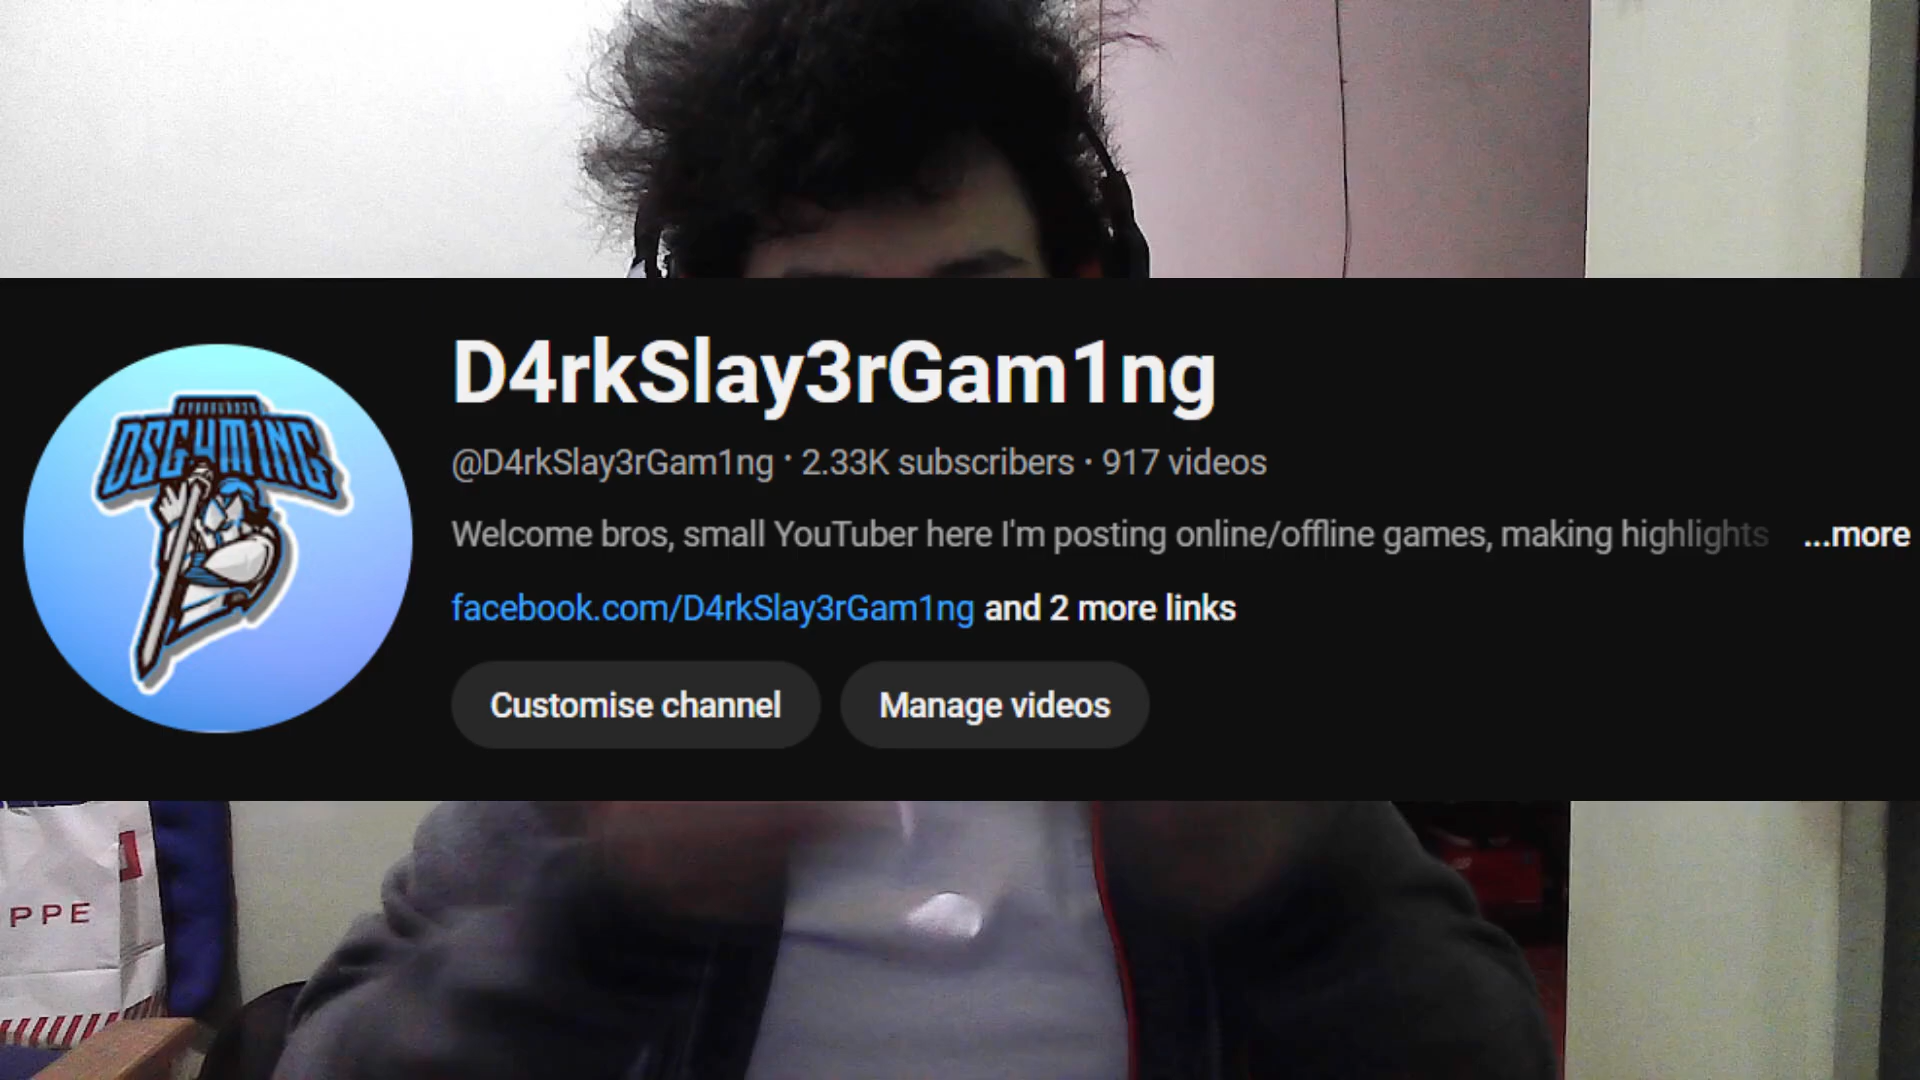 D4rkSlay3rGam1ng
@D4rkSlay3rGam1ng · 2.33K subscribers · 917 videos
Welcome bros, small YouTuber here I'm posting online/offline games, making highlights ...more
facebook.com/D4rkSlay3rGam1ng and 2 more links
Customise channel Manage videos
DSG4M1NG
PPE